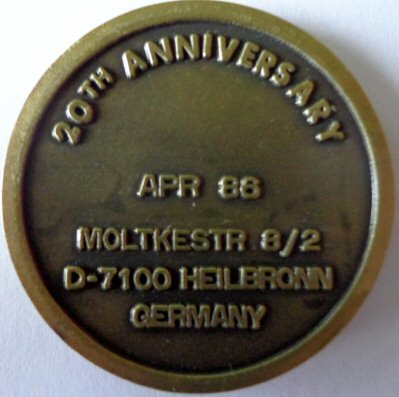 20TH ANNIVERSARY
APR 88
MOLTKESTR 8/2
D-7100 HEILBRONN
GERMANY